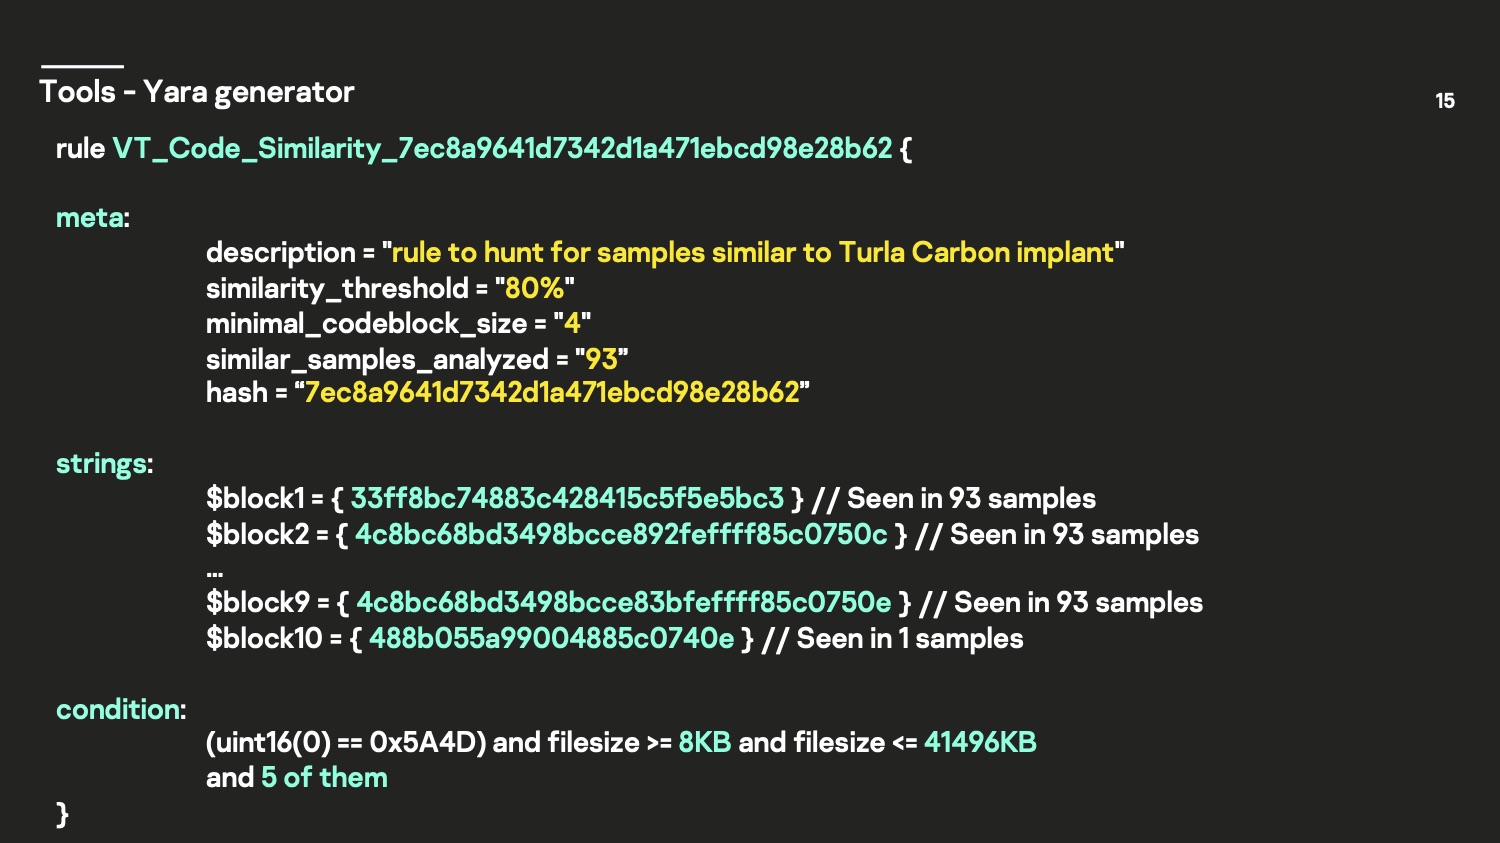 Tools - Yara generator
15
rule VT_Code_Similarity_7ec8a9641d7342d1a471ebcd98e28b62 {
meta:
description = "rule to hunt for samples similar to Turla Carbon implant"
similarity_threshold = "80%"
minimal_codeblock_size = "4"
similar_samples_analyzed = "93”
hash = “7ec8a9641d7342d1a471ebcd98e28b62”
strings:
$block1 = { 33ff8bc74883c428415c5f5e5bc3 } // Seen in 93 samples
$block2 = { 4c8bc68bd3498bcce892feffff85c0750c } // Seen in 93 samples
...
$block9 = { 4c8bc68bd3498bcce83bfeffff85c0750e } // Seen in 93 samples
$block10 = { 488b055a99004885c0740e } // Seen in 1 samples
condition:
(uint16(0) == 0x5A4D) and filesize >= 8KB and filesize <= 41496KB
and 5 of them
}